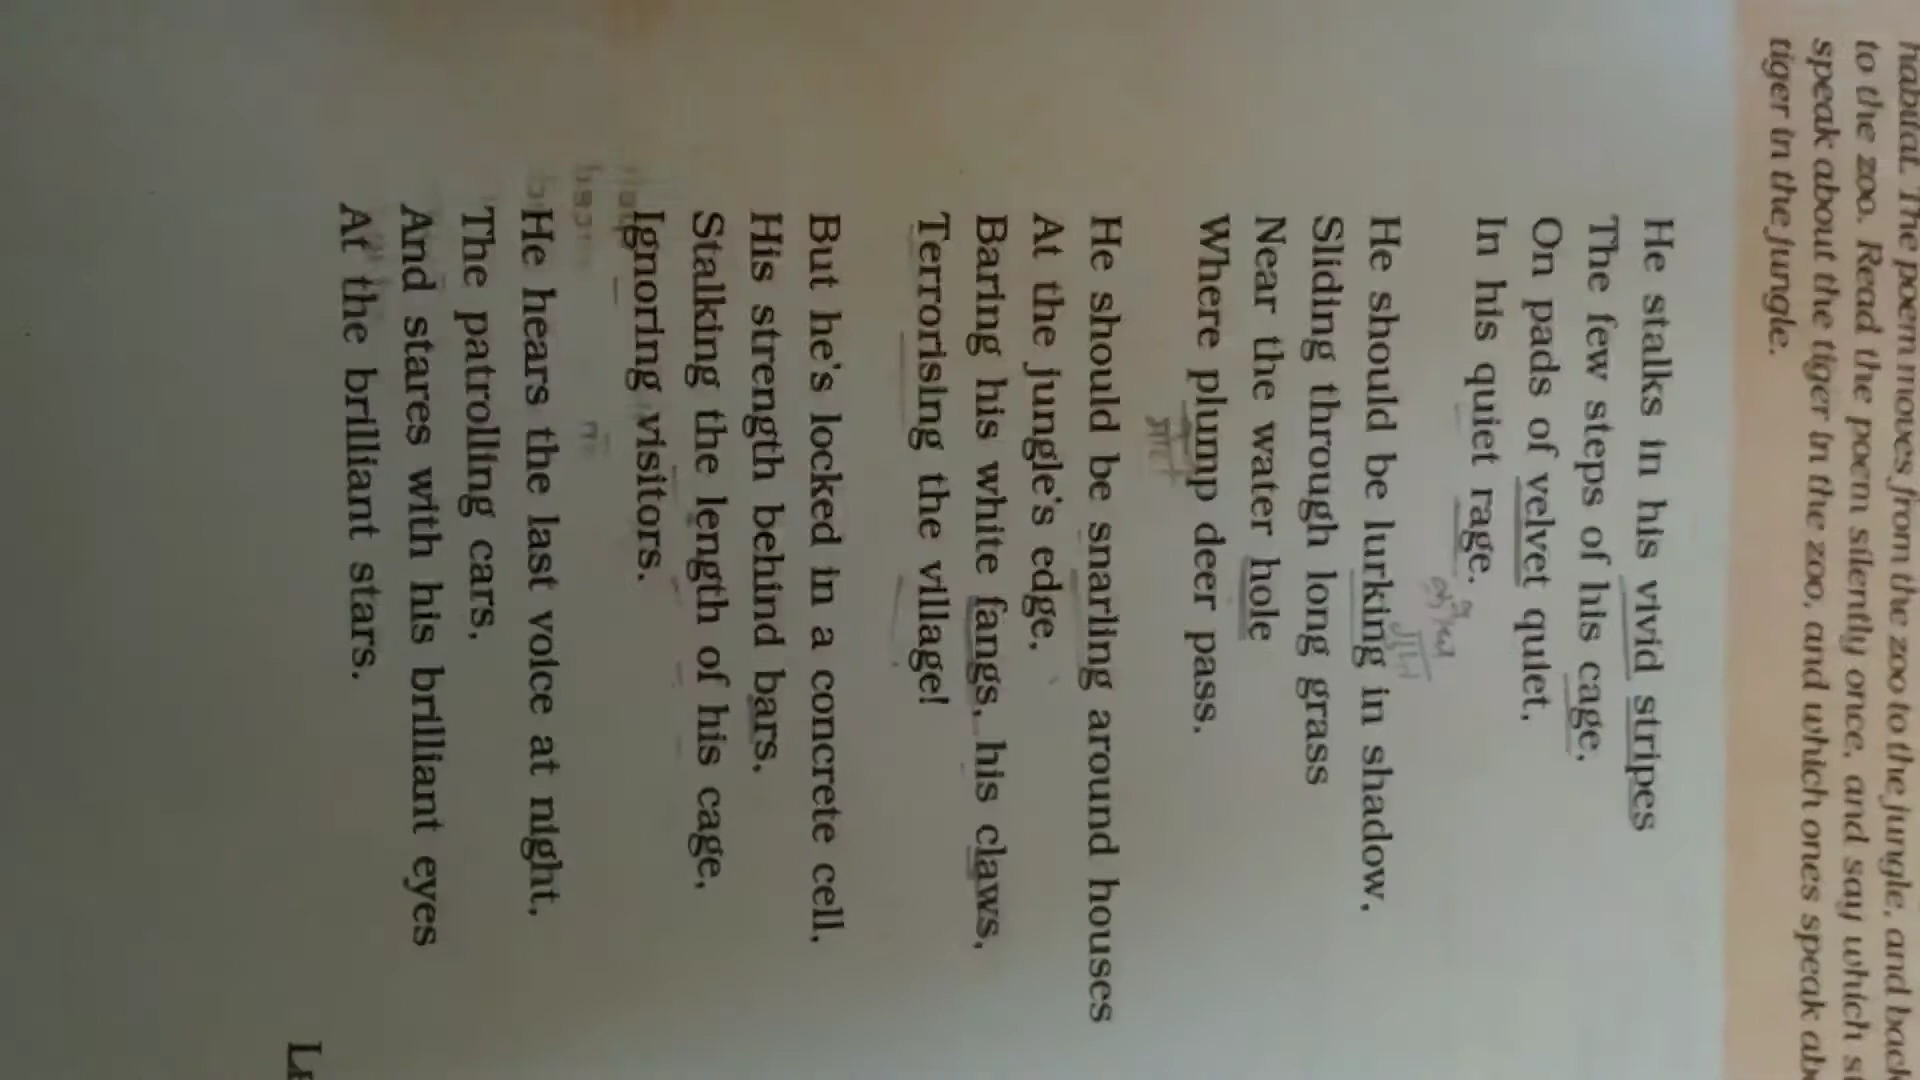 habitat. The poem moves from the zoo to the jungle, and back
to the zoo. Read the poem silently once, and say which
speak about the tiger in the zoo, and which ones speak
tiger in the jungle.
He stalks in his vivid stripes
The few steps of his cage,
On pads of velvet quiet,
In his quiet rage.
He should be lurking in shadow,
Sliding through long grass
Near the water hole
Where plump deer pass.
He should be snarling around houses
At the jungle's edge,
Baring his white fangs, his claws,
Terrorising the village!
But he's locked in a concrete cell,
His strength behind bars,
Stalking the length of his cage,
Ignoring visitors.
He hears the last voice at night,
The patrolling cars,
And stares with his brilliant eyes
At the brilliant stars.